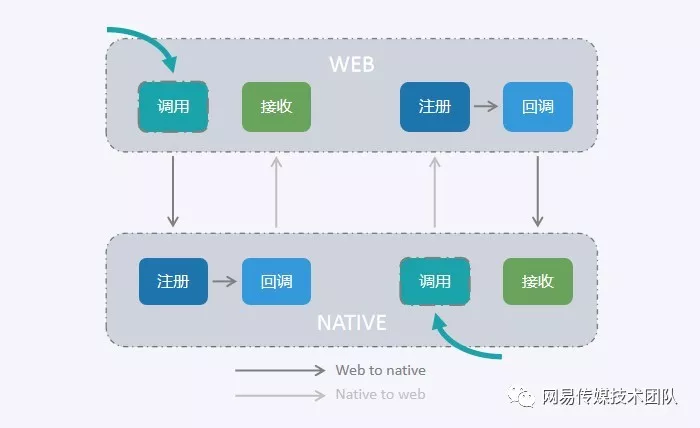 WEB
调用
接收
注册
回调
注册
回调
调用
接收
NATIVE
Web to native
Native to web
网易传媒技术团队